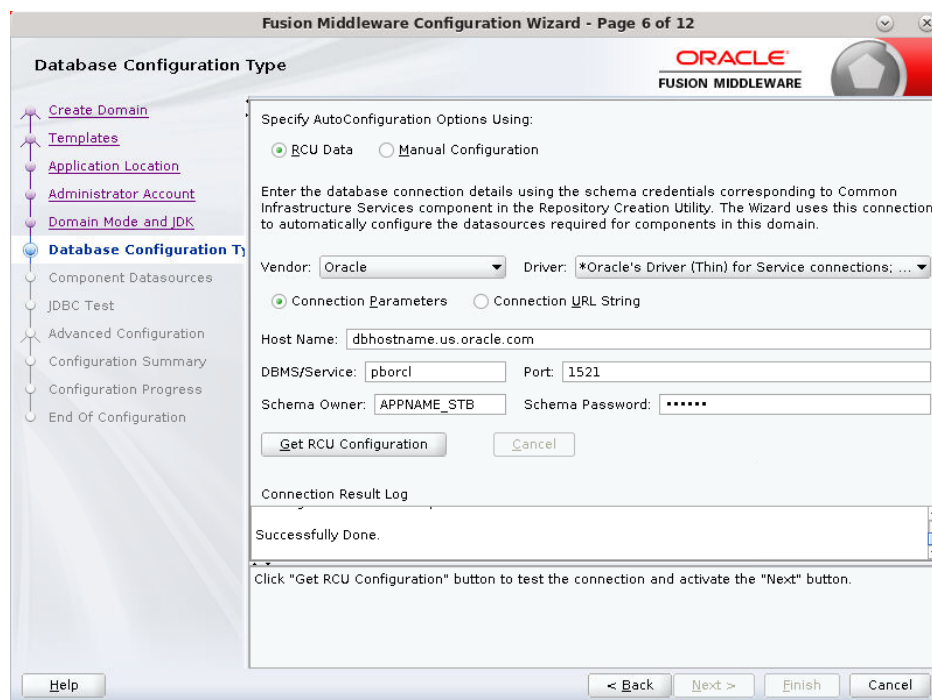 Fusion Middleware Configuration Wizard - Page 6 of 12
Database Configuration Type
ORACLE
FUSION MIDDLEWARE
Create Domain
Templates
Application Location
Administrator Account
Domain Mode and JDK
Database Configuration Ty
Component Datasources
JDBC Test
Advanced Configuration
Configuration Summary
Configuration Progress
End Of Configuration
Specify AutoConfiguration Options Using:
RCU Data Manual Configuration
Enter the database connection details using the schema credentials corresponding to Common
Infrastructure Services component in the Repository Creation Utility. The Wizard uses this connection
to automatically configure the datasources required for components in this domain.
Vendor: Oracle Driver: *Oracle's Driver (Thin) for Service connections; ...
Connection Parameters Connection URL String
Host Name: dbhostname.us.oracle.com
DBMS/Service: pborcl Port: 1521
Schema Owner: APPNAME_STB Schema Password: ••••••
Get RCU Configuration Cancel
Connection Result Log
Successfully Done.
Click "Get RCU Configuration" button to test the connection and activate the "Next" button.
Help < Back Next > Finish Cancel